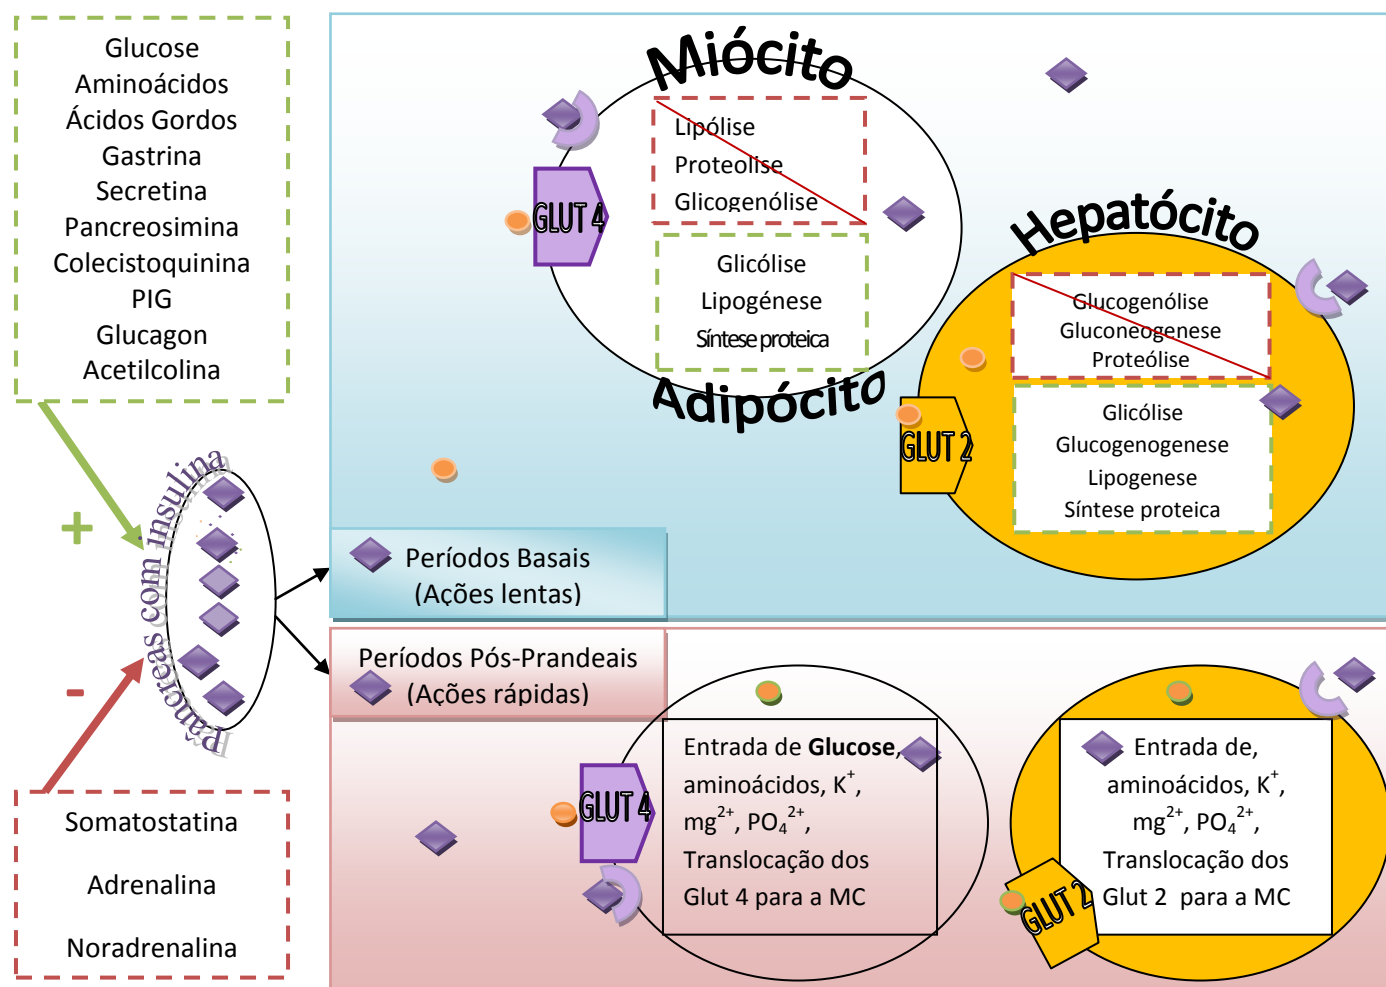 Glucose
Aminoácidos
Ácidos Gordos
Gastrina
Secretina
Pancreosimina
Colecistoquinina
PIG
Glucagon
Acetilcolina
+
Pâncreas com insulina
-
Somatostatina
Adrenalina
Noradrenalina
Miócito
Lipólise
Proteolise
Glicogenólise
GLUT 4
Glicólise
Lipogénese
Síntese proteica
Adipócito
Hepatócito
Glucogenólise
Gluconeogenese
Proteólise
GLUT 2
Glicólise
Glucogenogenese
Lipogenese
Síntese proteica
Períodos Basais
(Ações lentas)
Períodos Pós-Prandeais
(Ações rápidas)
GLUT 4
Entrada de Glucose,
aminoácidos, K⁺,
mg²⁺, PO₄²⁺,
Translocação dos
Glut 4 para a MC
Entrada de,
aminoácidos, K⁺,
mg²⁺, PO₄²⁺,
Translocação dos
Glut 2 para a MC
GLUT 2